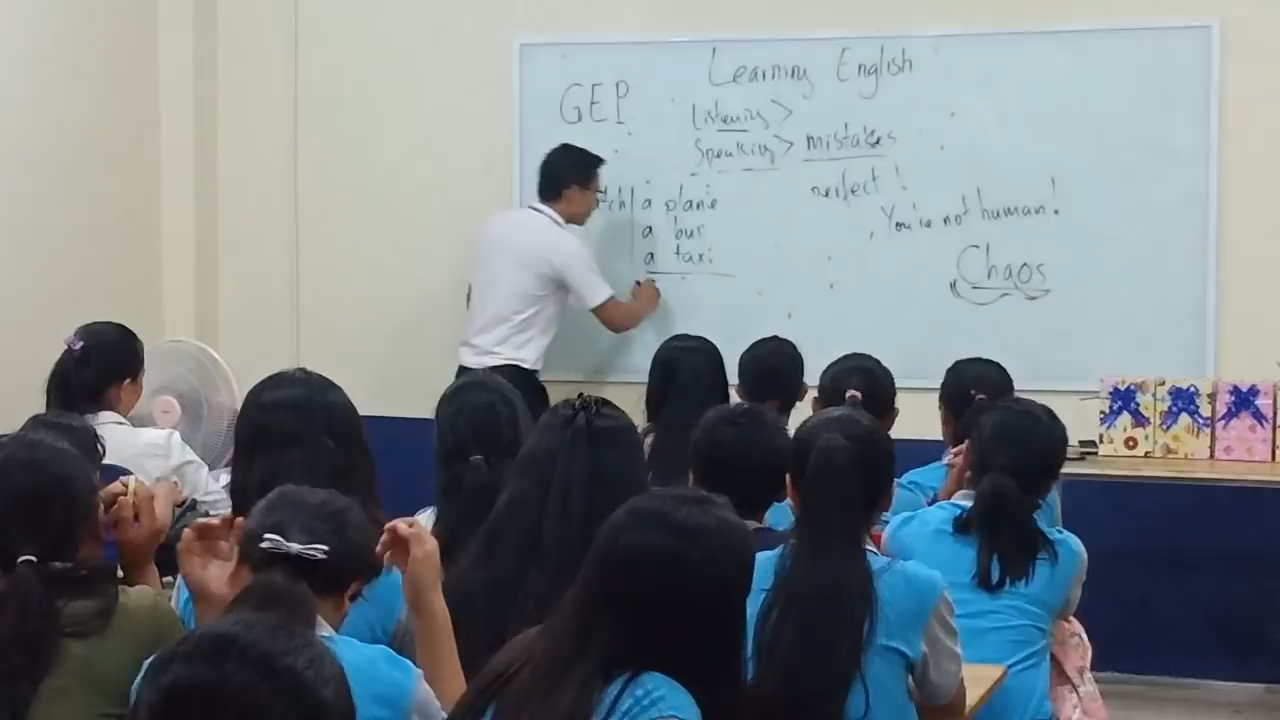 Learning English
GEP
Listening >
Speaking > mistakes
perfect !
You're not human!
a plane
a bus
a taxi
Chaos